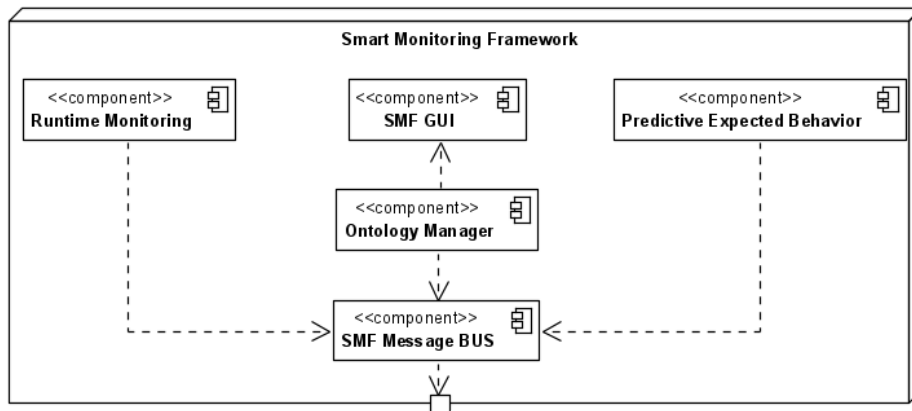 Smart Monitoring Framework
<<component>>
Runtime Monitoring
<<component>>
SMF GUI
<<component>>
Predictive Expected Behavior
<<component>>
Ontology Manager
<<component>>
SMF Message BUS